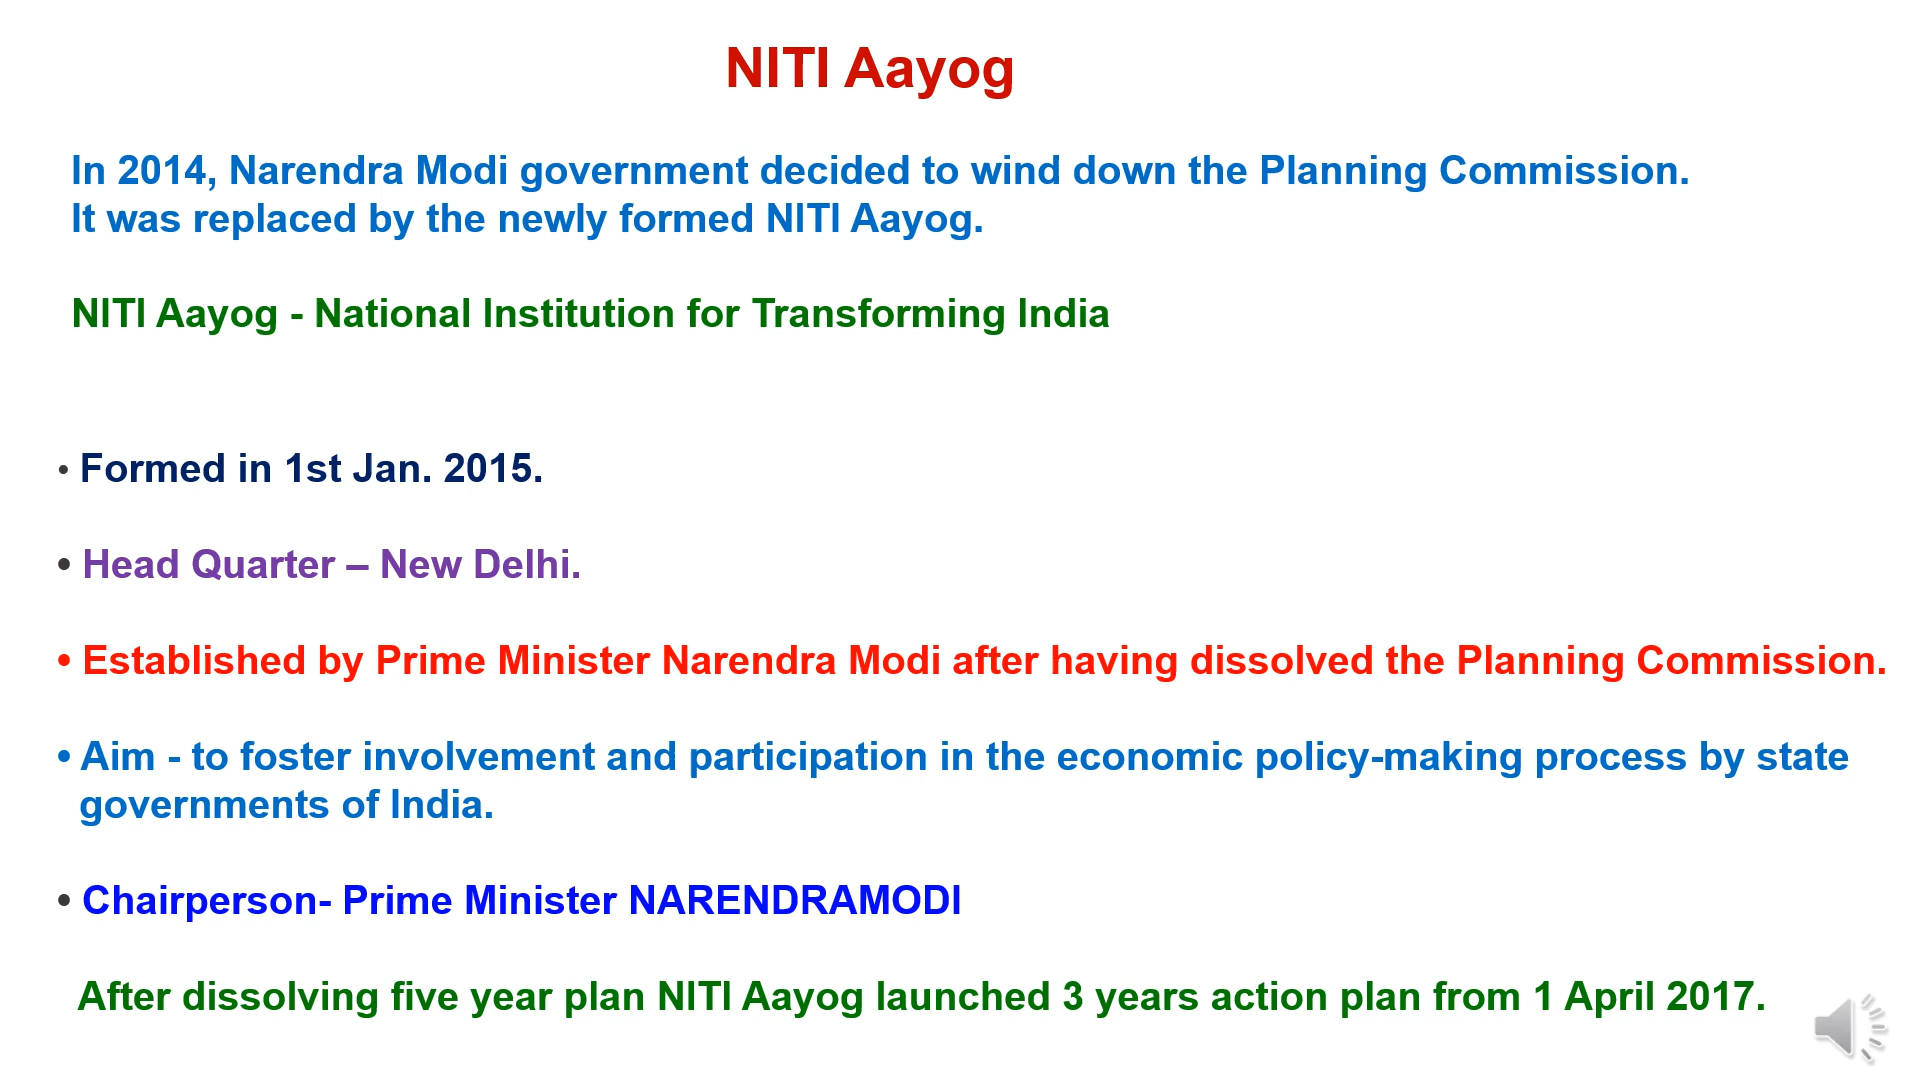 NITI Aayog
In 2014, Narendra Modi government decided to wind down the Planning Commission.
It was replaced by the newly formed NITI Aayog.
NITI Aayog - National Institution for Transforming India
• Formed in 1st Jan. 2015.
• Head Quarter – New Delhi.
• Established by Prime Minister Narendra Modi after having dissolved the Planning Commission.
• Aim - to foster involvement and participation in the economic policy-making process by state
governments of India.
• Chairperson- Prime Minister NARENDRAMODI
After dissolving five year plan NITI Aayog launched 3 years action plan from 1 April 2017.